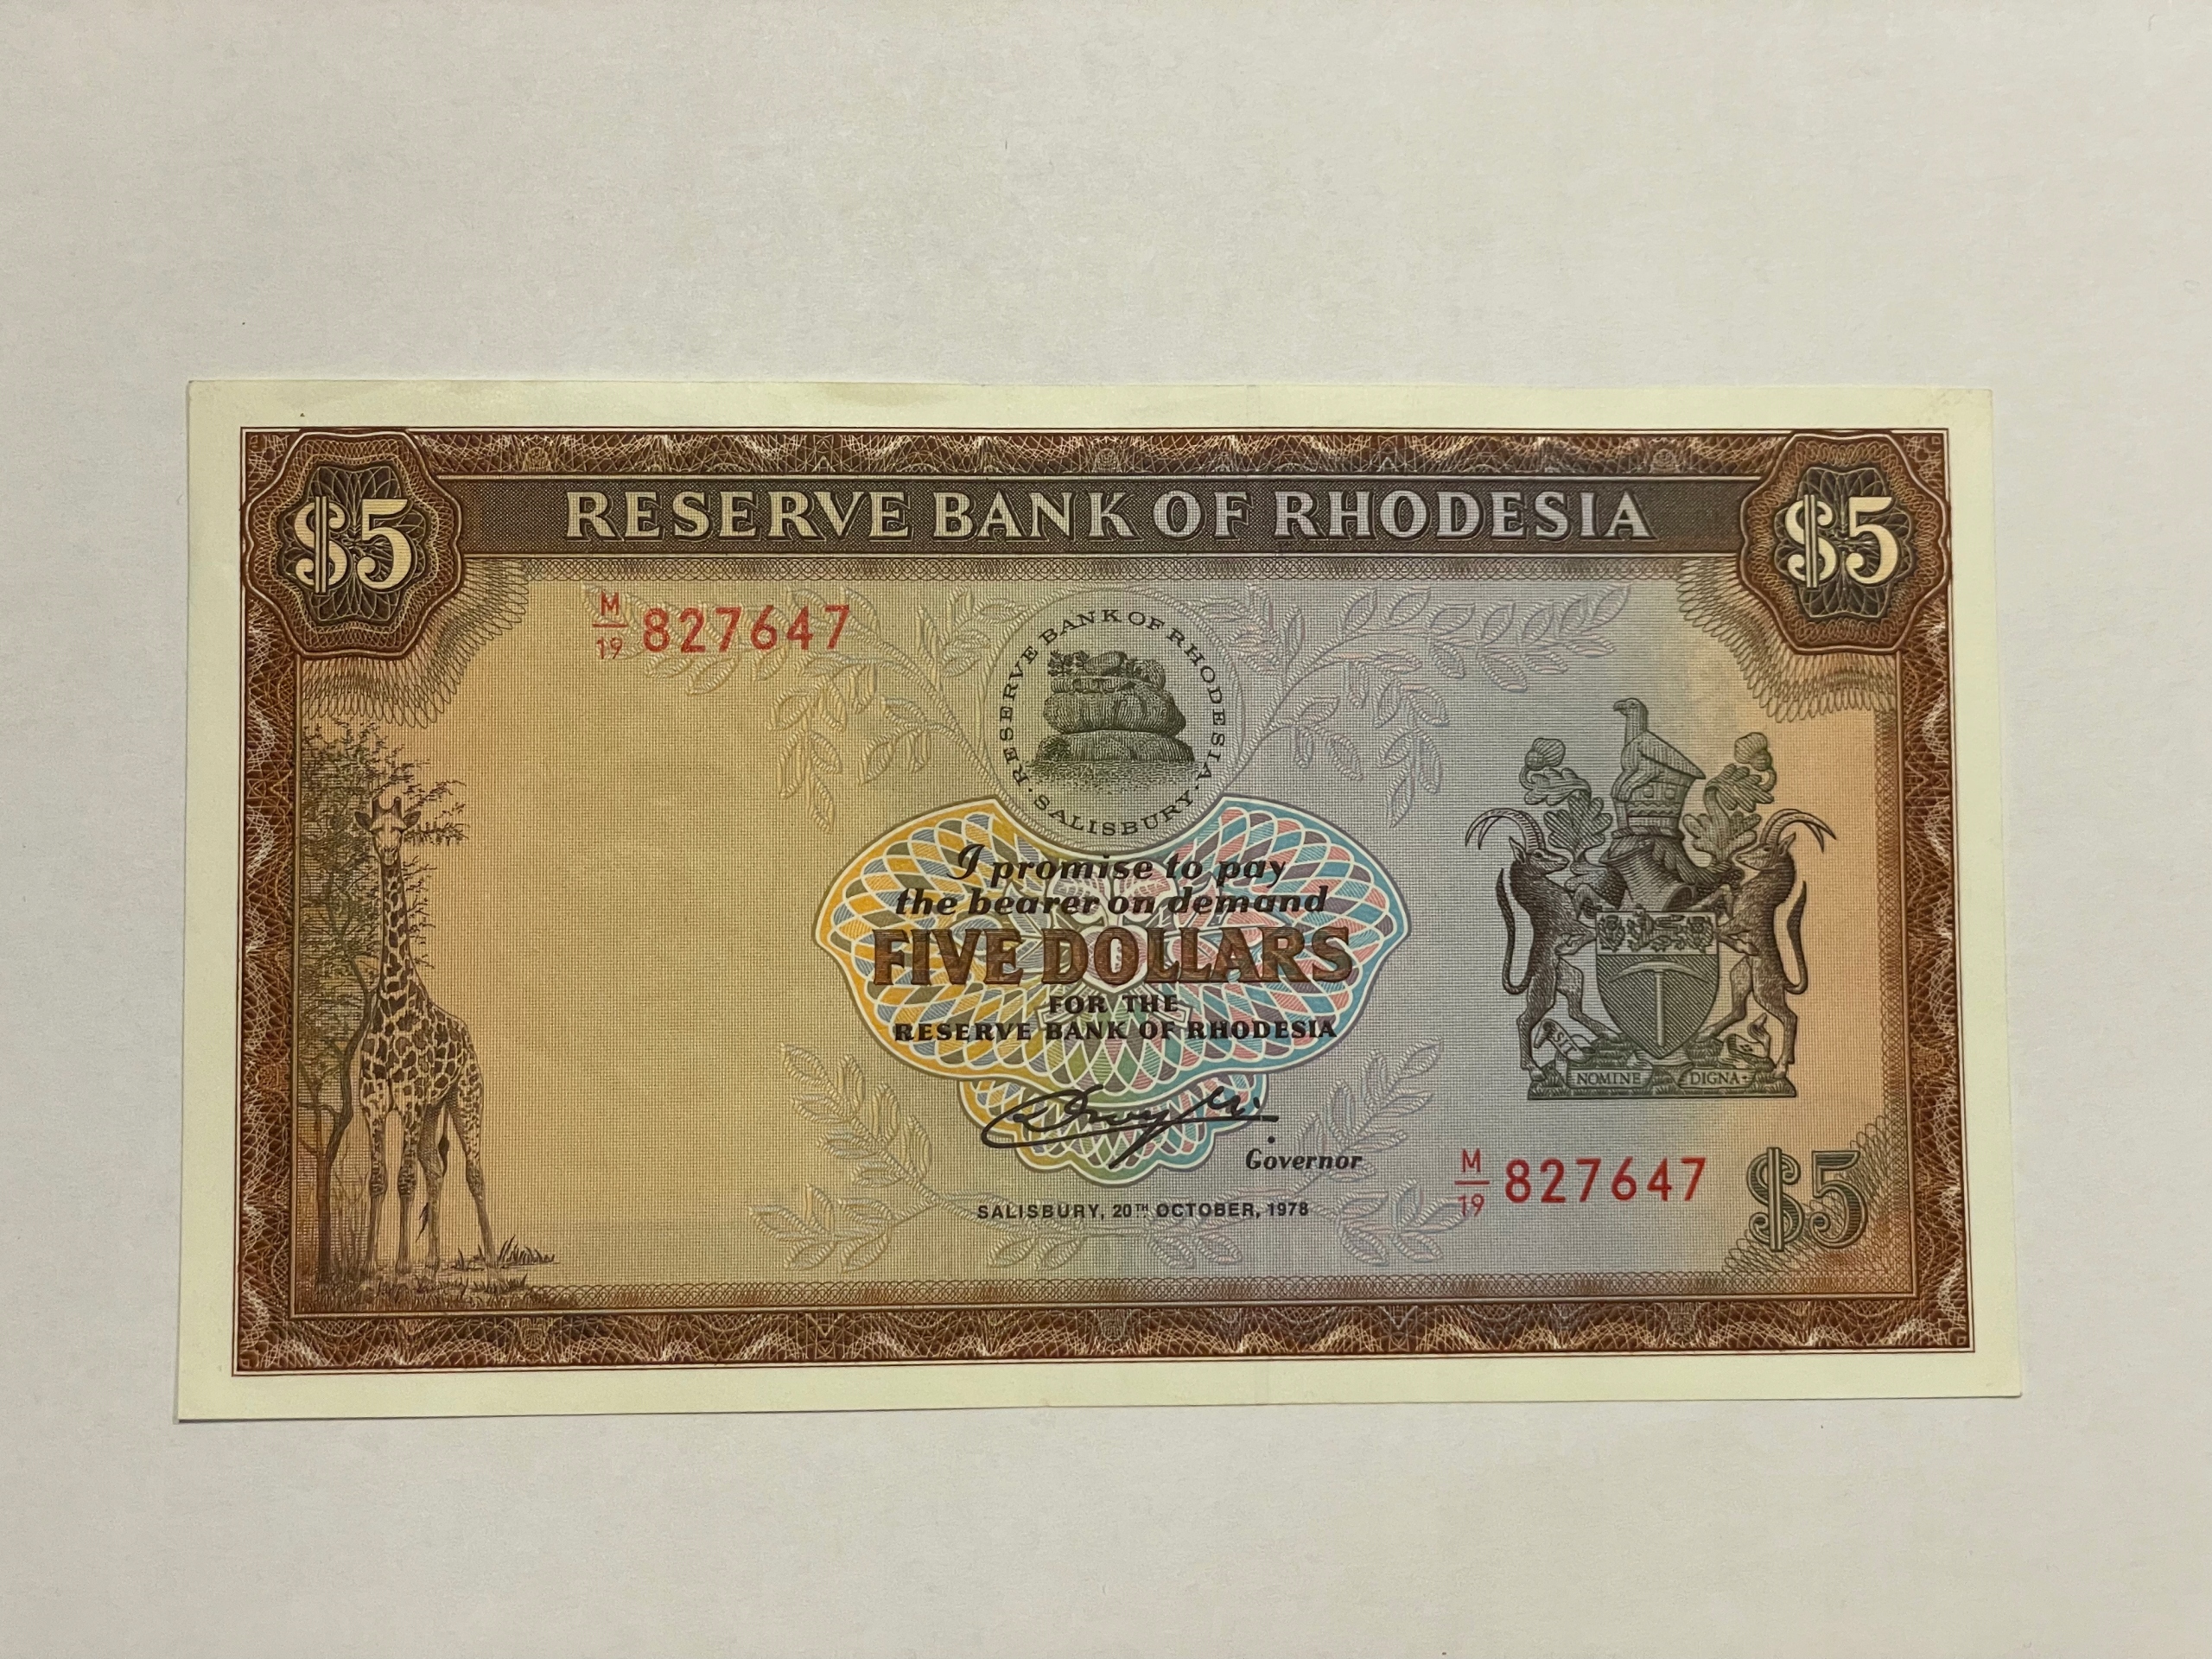 RESERVE BANK OF RHODESIA
$5
$5
M/19 827647
RESERVE BANK OF RHODESIA · SALISBURY ·
I promise to pay
the bearer on demand
FIVE DOLLARS
FOR THE
RESERVE BANK OF RHODESIA
Governor
SALISBURY, 20TH OCTOBER, 1978
SIT
NOMINE DIGNA
M/19 827647
$5